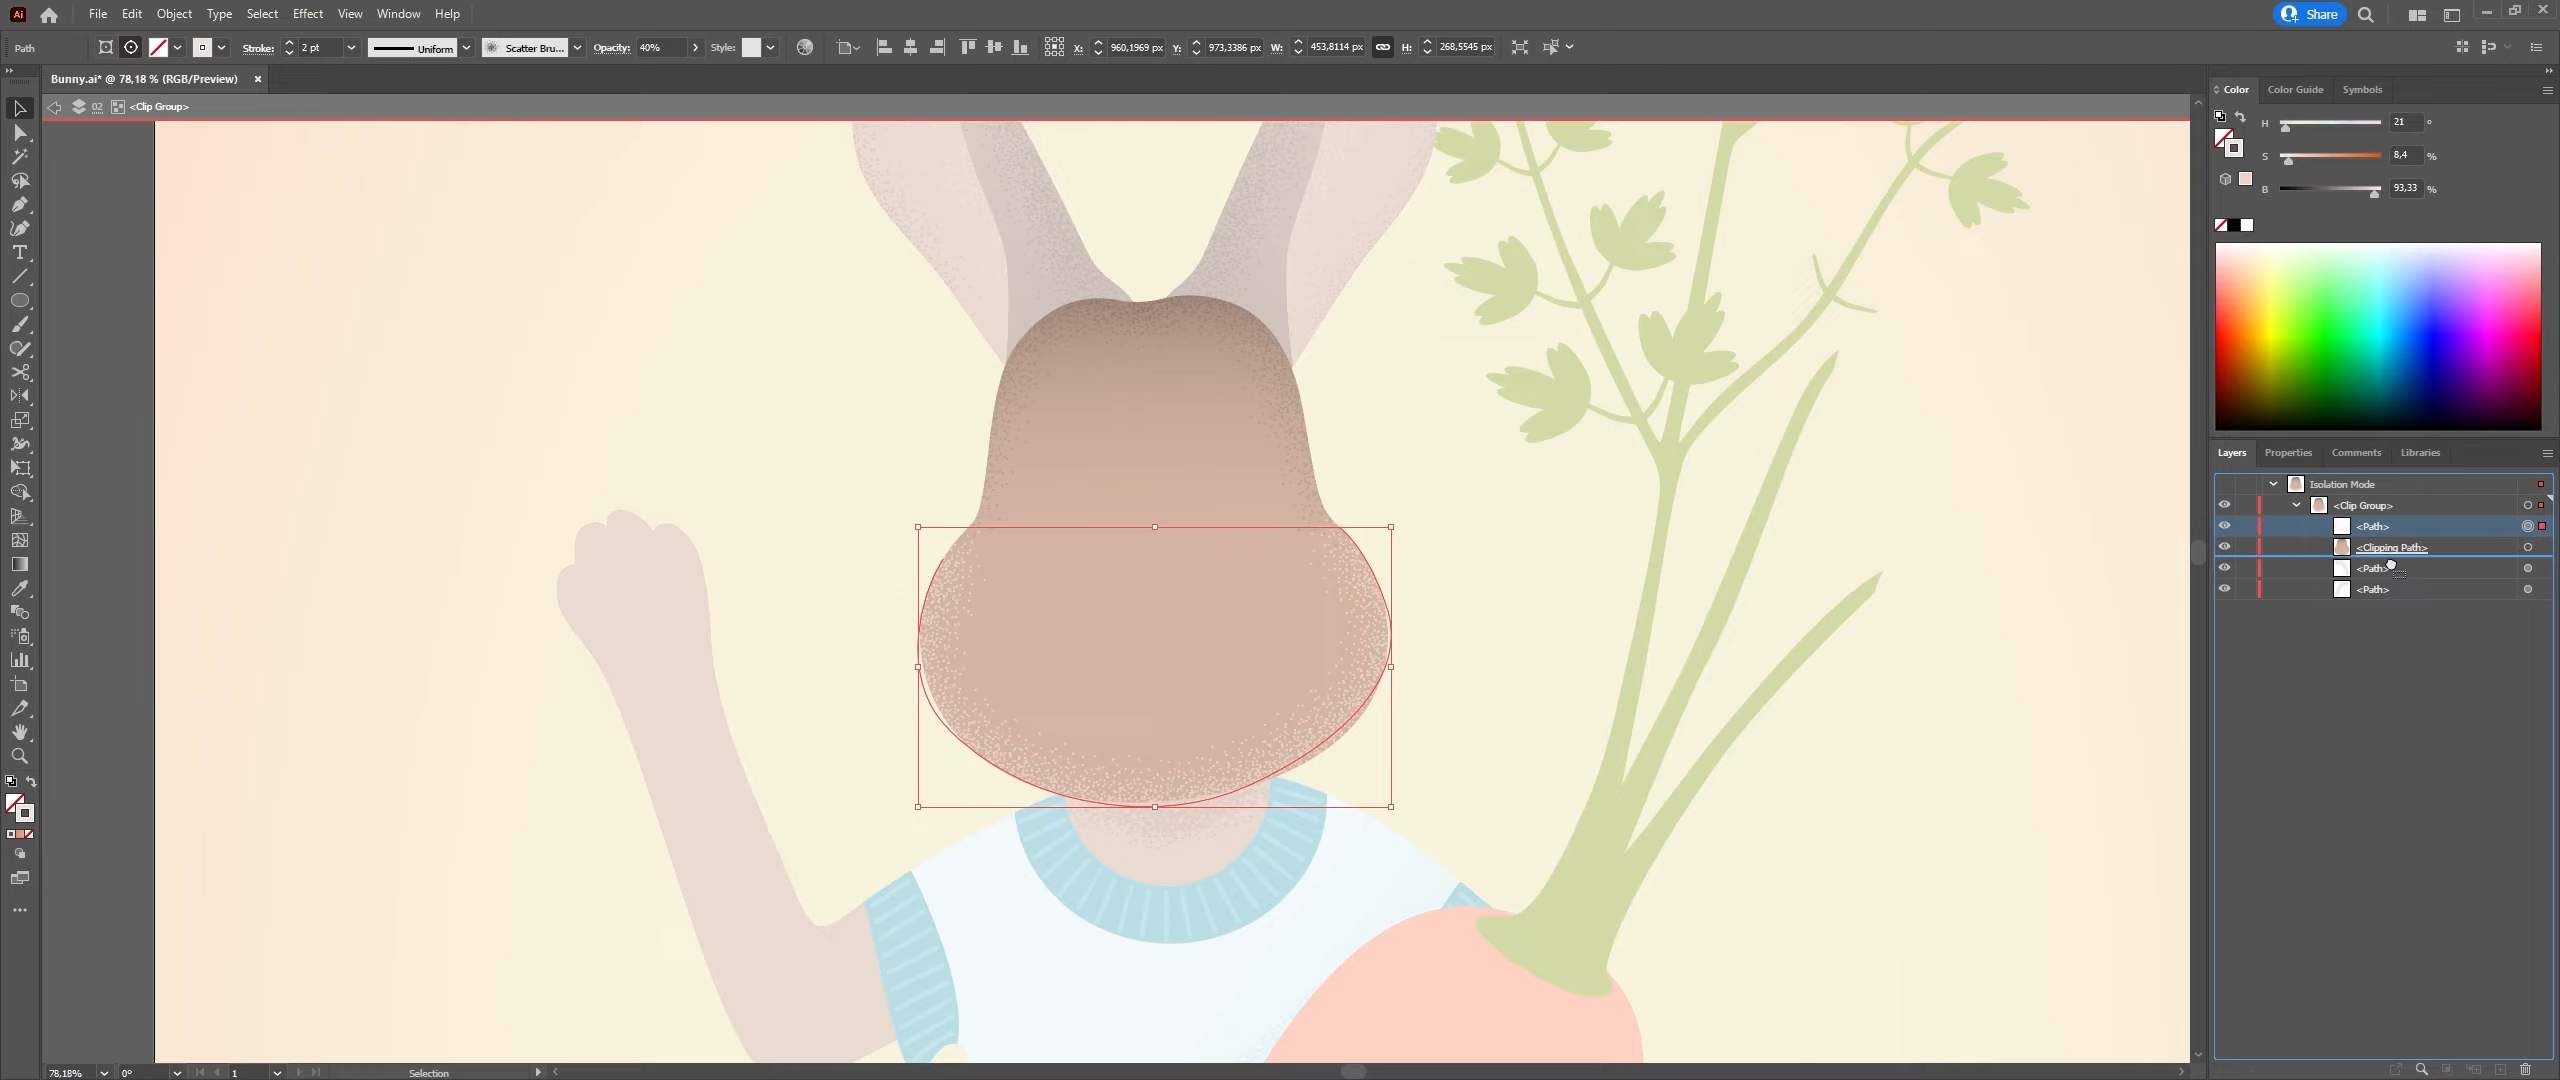 Ai File Edit Object Type Select Effect View Window Help Share
Path Stroke: 2 pt Uniform Scatter Bru... Opacity: 40% Style: X: 960,1969 px Y: 973,3386 px W: 453,8114 px H: 268,5545 px
Bunny.ai* @ 78,18 % (RGB/Preview) ×
02 <Clip Group>
Color Color Guide Symbols
H 21 °
S 8,4 %
B 93,33 %
Layers Properties Comments Libraries
Isolation Mode
<Clip Group>
<Path>
<Clipping Path>
<Path>
<Path>
78,18% 0° 1 Selection